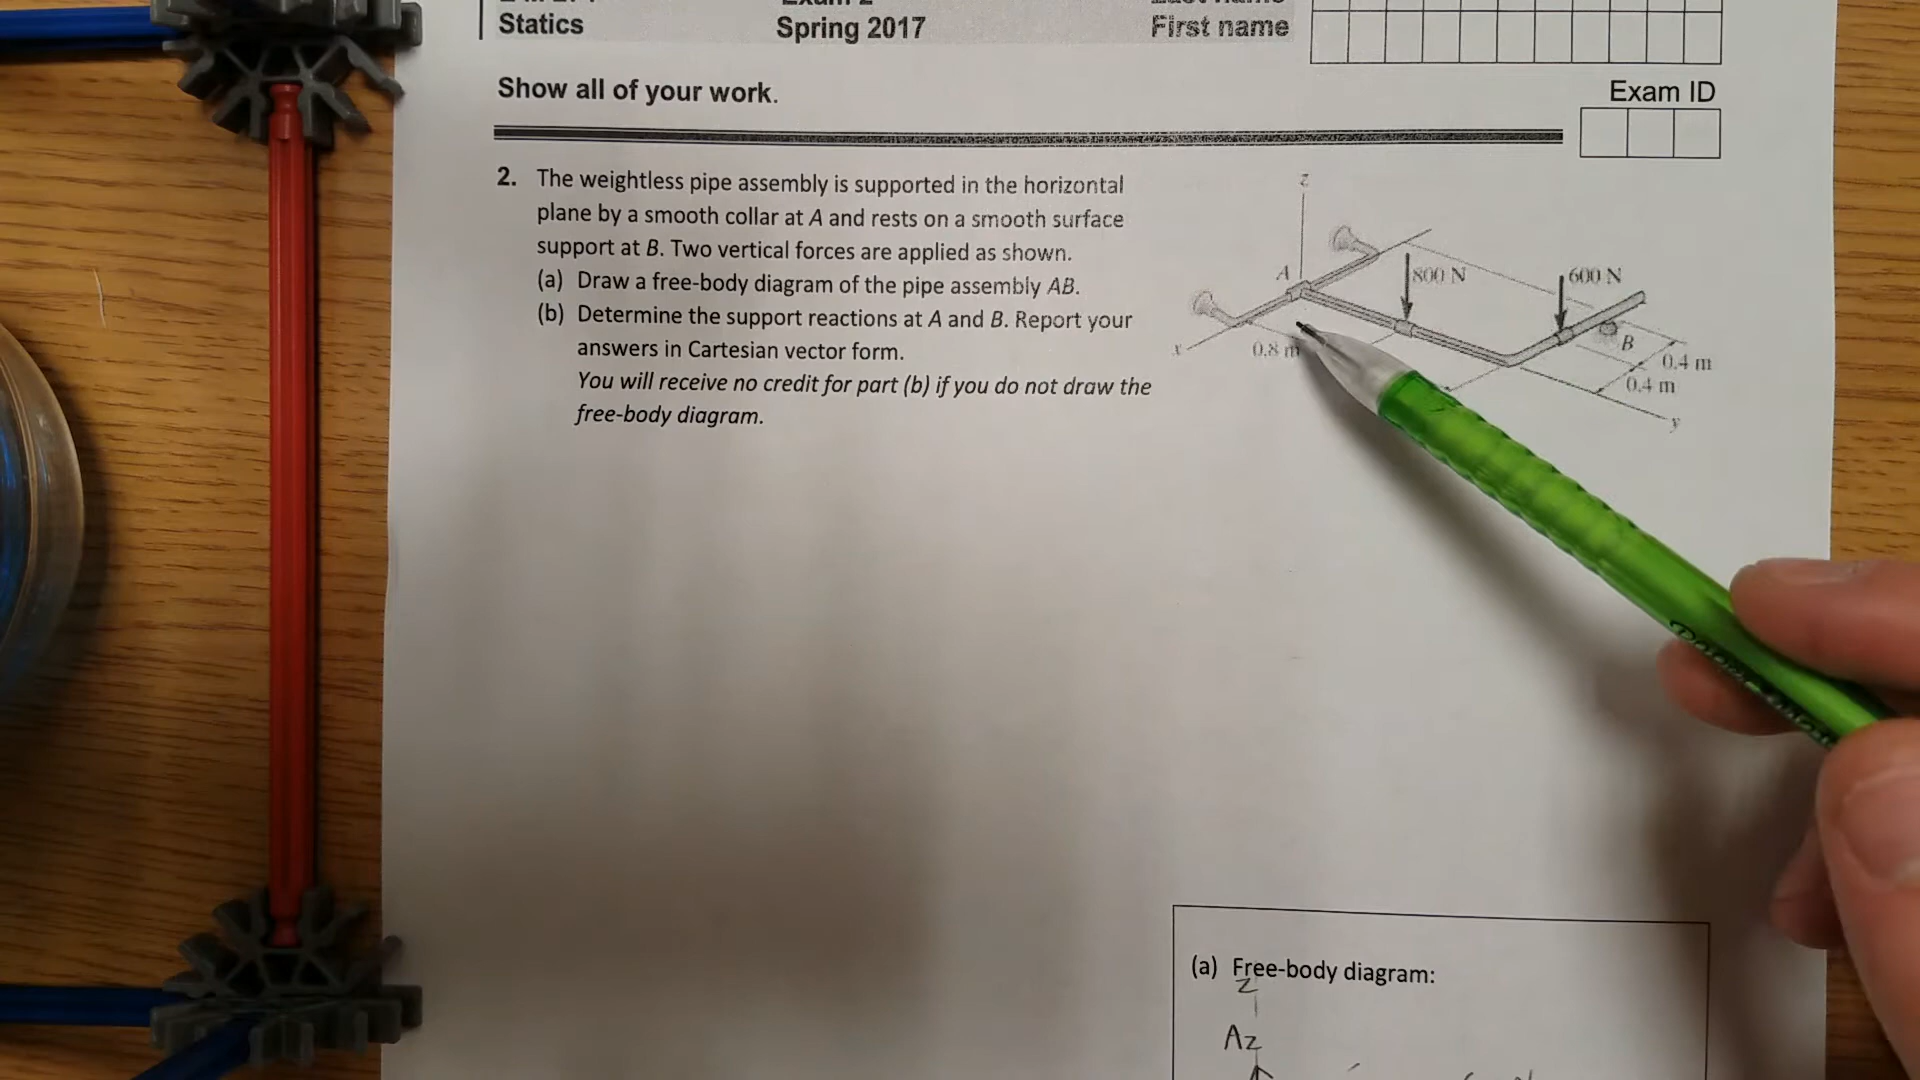 Statics
Spring 2017
First name
Show all of your work.
Exam ID
2. The weightless pipe assembly is supported in the horizontal
plane by a smooth collar at A and rests on a smooth surface
support at B. Two vertical forces are applied as shown.
(a) Draw a free-body diagram of the pipe assembly AB.
(b) Determine the support reactions at A and B. Report your
answers in Cartesian vector form.
You will receive no credit for part (b) if you do not draw the
free-body diagram.
z
A
800 N
600 N
B
x
0.8 m
0.4 m
0.4 m
y
(a) Free-body diagram:
z
Az